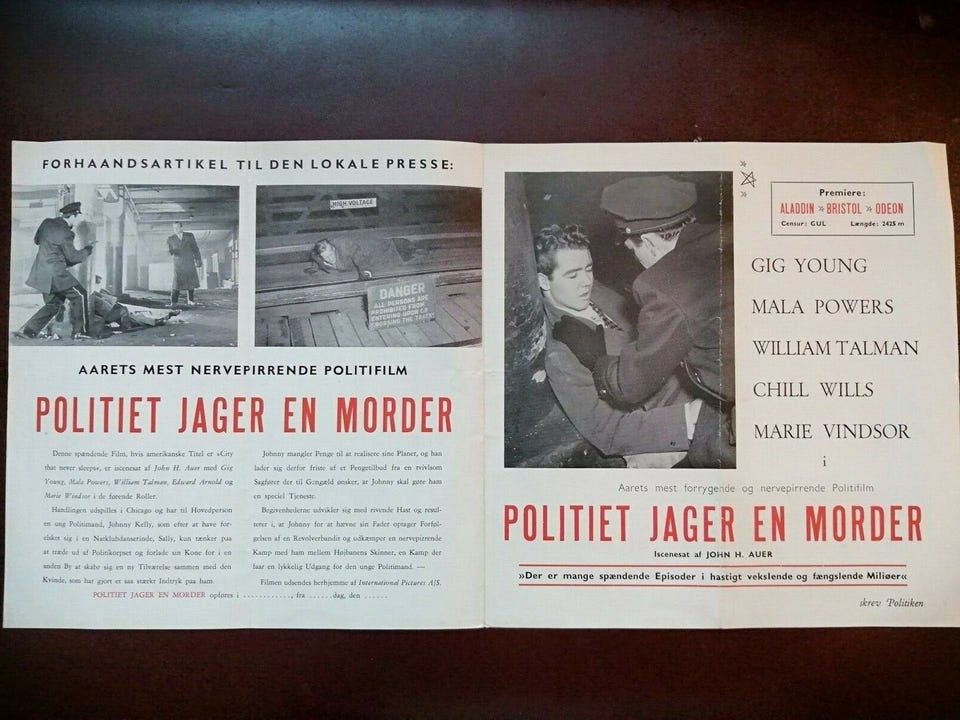 FORHAANDSARTIKEL TIL DEN LOKALE PRESSE:
HIGH VOLTAGE
DANGER
ALL PERSONS ARE
PROHIBITED FROM
ENTERING UPON OR
CROSSING THE TRACKS
AARETS MEST NERVEPIRRENDE POLITIFILM
POLITIET JAGER EN MORDER
Denne spændende Film, hvis amerikanske Titel er »City
that never sleeps«, er iscenesat af John H. Auer med Gig
Young, Mala Powers, William Talman, Edward Arnold og
Marie Windsor i de førende Roller.
Handlingen udspilles i Chicago og har til Hovedperson
en ung Politimand, Johnny Kelly, som efter at have for-
elsket sig i en Natklubdanserinde, Sally, kun tænker paa
at træde ud af Politikorpset og forlade sin Kone for i en
anden By at skabe sig en ny Tilværelse sammen med den
Kvinde, som har gjort et saa stærkt Indtryk paa ham.
Johnny mangler Penge til at realisere sine Planer, og han
lader sig derfor friste af et Pengetilbud fra en tvivlsom
Sagfører der til Gengæld ønsker, at Johnny skal gøre ham
en speciel Tjeneste.
Begivenhederne udvikler sig med rivende Hast og resul-
terer i, at Johnny for at hævne sin Fader optager Forføl-
gelsen af en Revolverbandit og udkæmper en nervepirrende
Kamp med ham mellem Højbanens Skinner, en Kamp der
faar en lykkelig Udgang for den unge Politimand. —
Filmen udsendes herhjemme af International Pictures A/S.
POLITIET JAGER EN MORDER opføres i ............, fra ......dag, den ......
Premiere:
ALADDIN » BRISTOL » ODEON
Censur: GUL Længde: 2425 m
GIG YOUNG
MALA POWERS
WILLIAM TALMAN
CHILL WILLS
MARIE VINDSOR
i
Aarets mest forrygende og nervepirrende Politifilm
POLITIET JAGER EN MORDER
Iscenesat af JOHN H. AUER
»Der er mange spændende Episoder i hastigt vekslende og fængslende Miliøer«
skrev Politiken